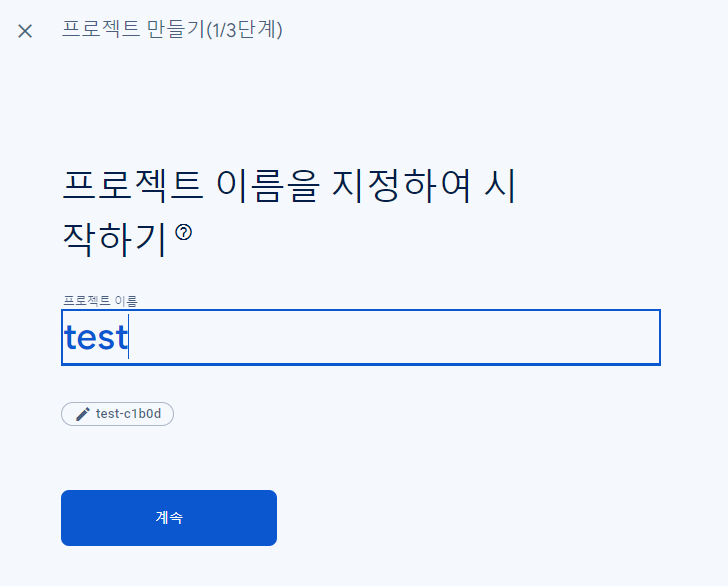 프로젝트 만들기(1/3단계)
프로젝트 이름을 지정하여 시
작하기
프로젝트 이름
test
test-c1b0d
계속